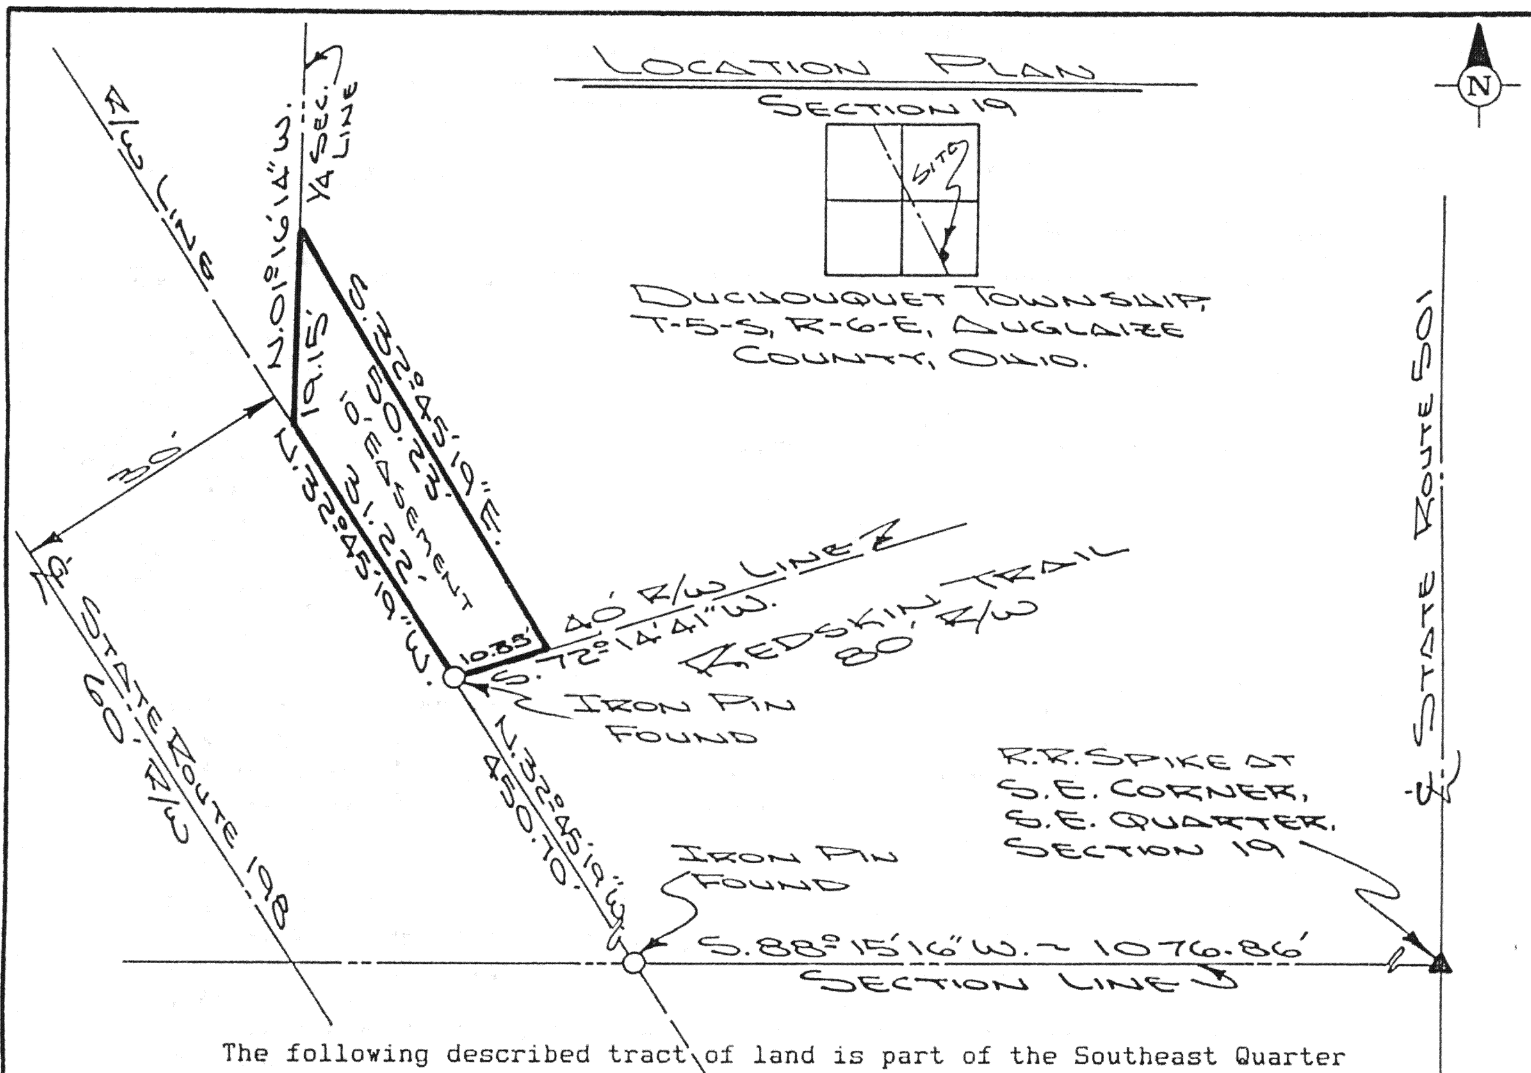 LOCATION PLAN
SECTION 19
N
SITE
DUCHOUQUET TOWNSHIP,
T-5-S, R-6-E, AUGLAIZE
COUNTY, OHIO.
R/W LINE
N.01°16'14"W.
19.15'
1/4 SEC.
LINE
S.32°45'19"E.
50.23'
10' EASEMENT
31.22'
N.32°45'19"W.
30'
10.35'
40' R/W LINE
S. 72°14'41"W.
REDSKIN TRAIL
80' R/W
IRON PIN
FOUND
℄ STATE ROUTE 198
60' R/W
N.32°45'19"W.
450.70'
IRON PIN
FOUND
R.R. SPIKE AT
S.E. CORNER,
S.E. QUARTER,
SECTION 19
℄ STATE ROUTE 501
S.88°15'16"W. ~ 1076.86'
SECTION LINE
The following described tract of land is part of the Southeast Quarter